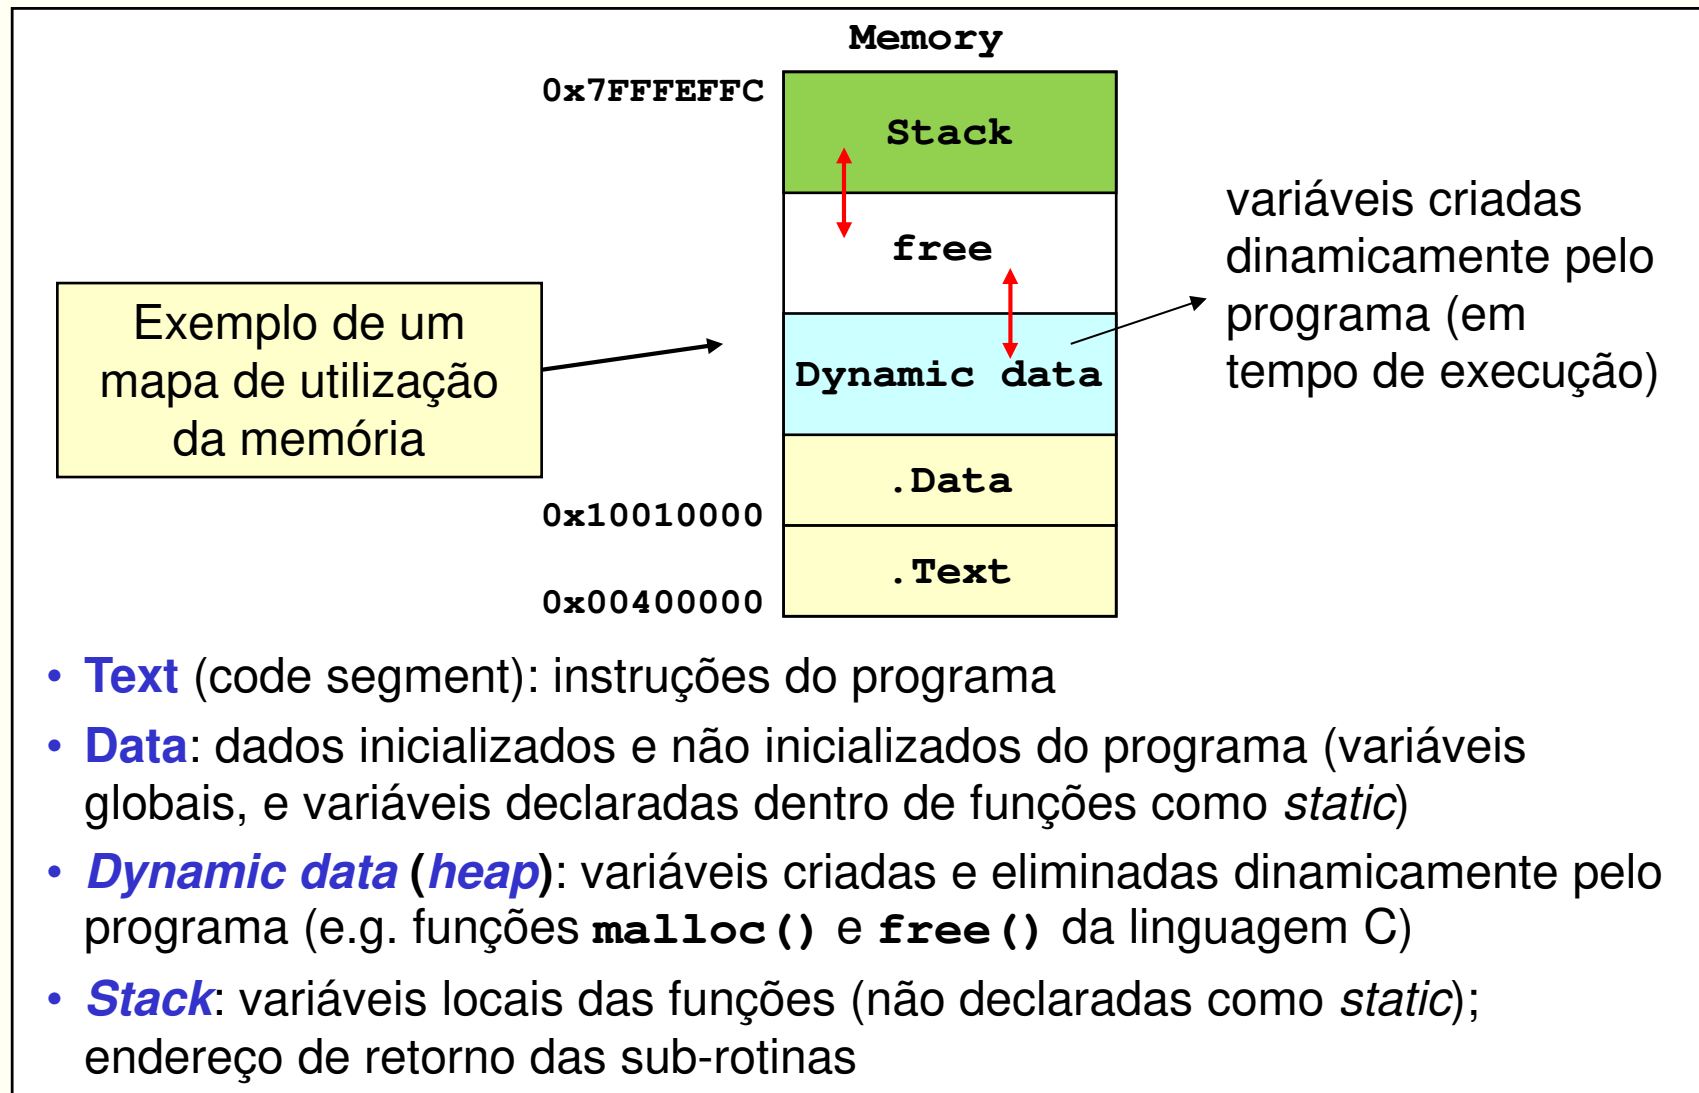 Memory
0x7FFFEFFC
Stack
free
variáveis criadas
dinamicamente pelo
programa (em
tempo de execução)
Exemplo de um
mapa de utilização
da memória
Dynamic data
.Data
0x10010000
.Text
0x00400000
• Text (code segment): instruções do programa
• Data: dados inicializados e não inicializados do programa (variáveis
globais, e variáveis declaradas dentro de funções como static)
• Dynamic data (heap): variáveis criadas e eliminadas dinamicamente pelo
programa (e.g. funções malloc() e free() da linguagem C)
• Stack: variáveis locais das funções (não declaradas como static);
endereço de retorno das sub-rotinas